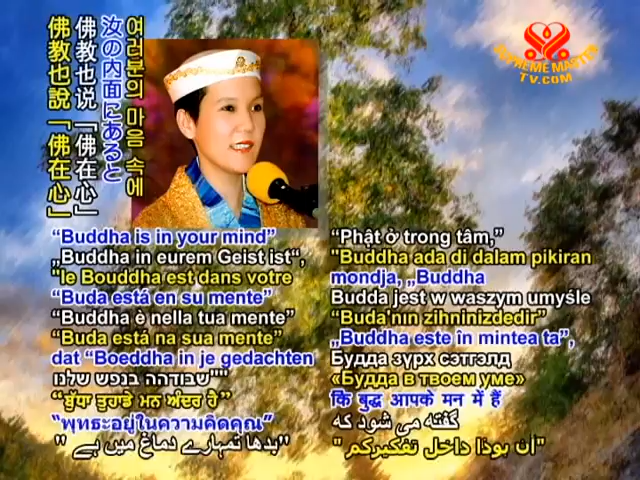 여러분의 마음 속에
汝の内面にあると
佛教也说「佛在心」
佛教也說「佛在心」
SUPREME MASTER
TV.COM
“Buddha is in your mind”
„Buddha in eurem Geist ist“,
"le Bouddha est dans votre
“Buda está en su mente”
“Buddha è nella tua mente”
“Buda está na sua mente”
dat “Boeddha in je gedachten
שבודהה בנפש שלנו""
“ਬੁੱਧਾ ਤੁਹਾਡੇ ਮਨ ਅੰਦਰ ਹੈ”
“พุทธะอยู่ในความคิดคุณ”
"بدھا تمہارے دماغ میں ہے "
“Phật ở trong tâm,”
"Buddha ada di dalam pikiran
mondja, „Buddha
Budda jest w waszym umyśle
“Buda'nın zihninizdedir”
„Buddha este în mintea ta”,
Будда зүрх сэтгэлд
«Будда в твоем уме»
कि बुद्ध आपके मन में हैं
گفته می شود که
"أن بوذا داخل تفكيركم "